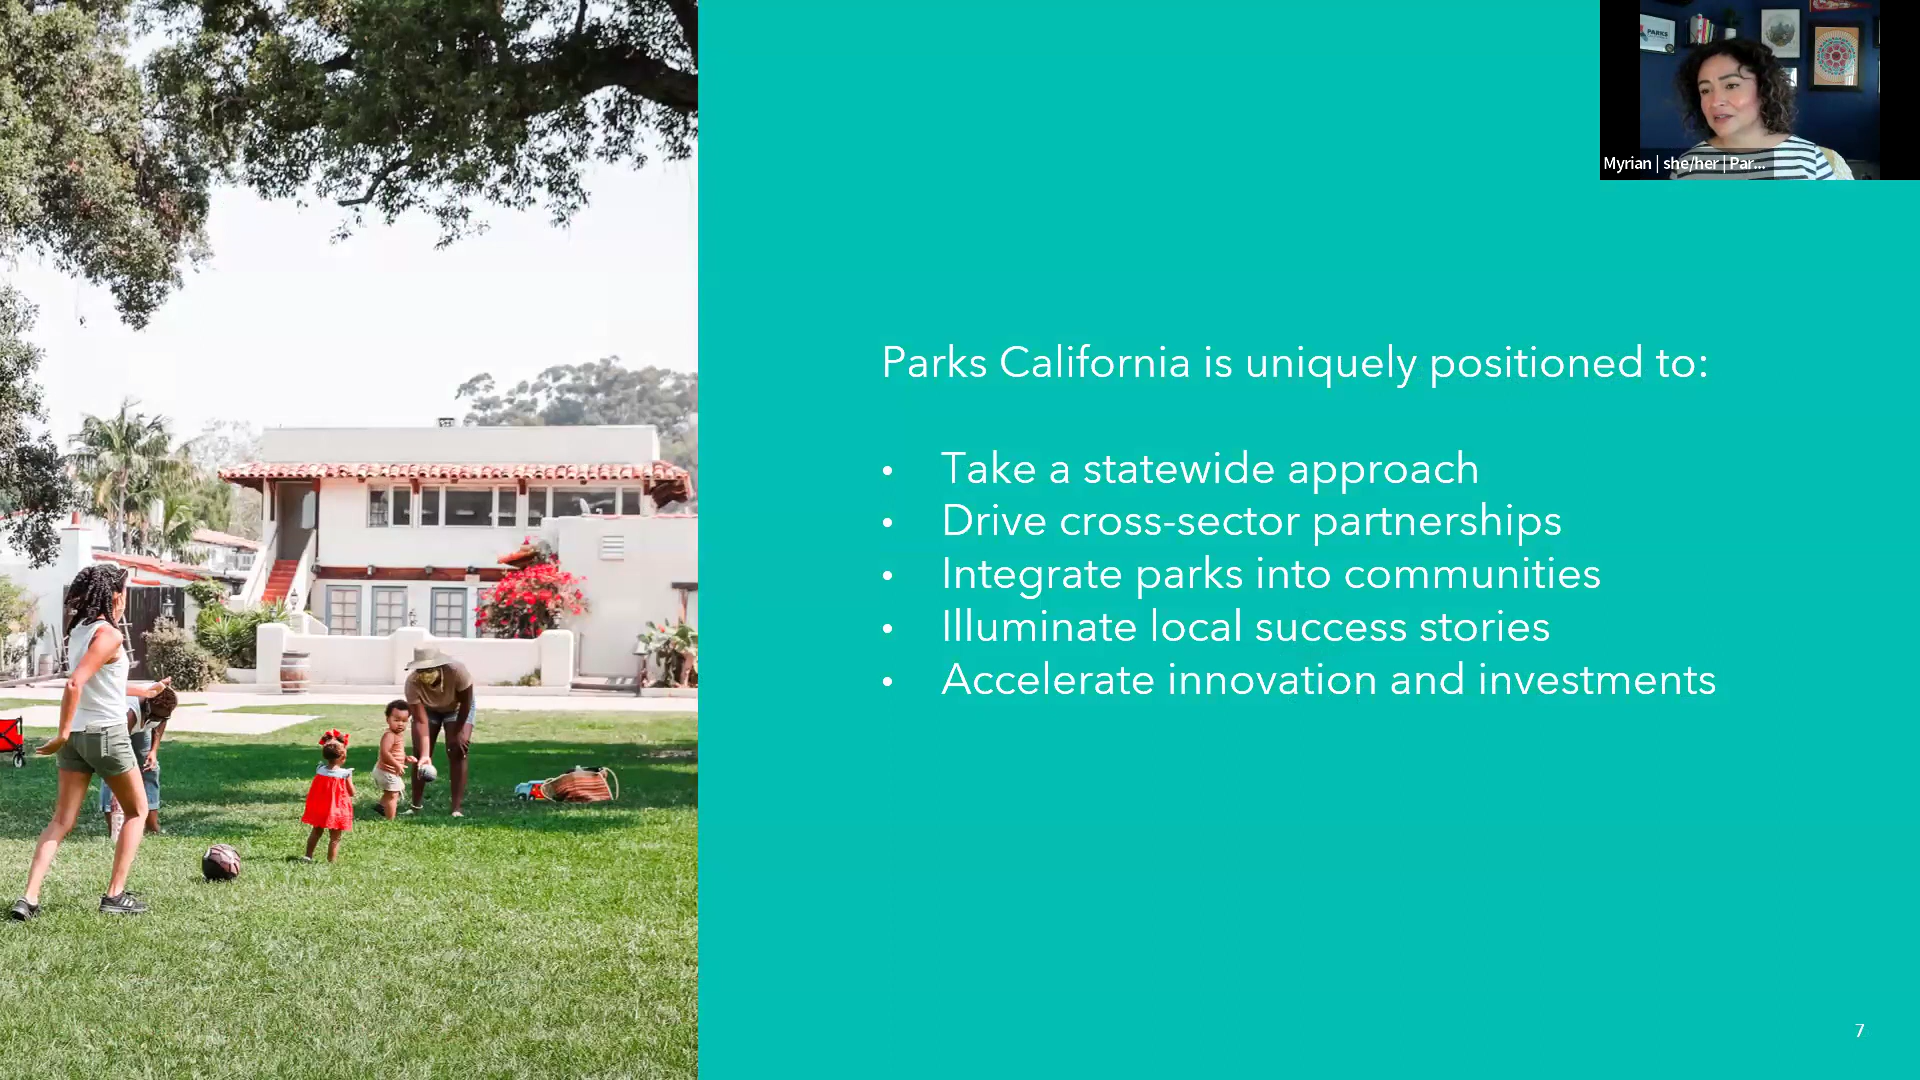 PARKS
Myrian | she/her | Par...
Parks California is uniquely positioned to:
• Take a statewide approach
• Drive cross-sector partnerships
• Integrate parks into communities
• Illuminate local success stories
• Accelerate innovation and investments
7